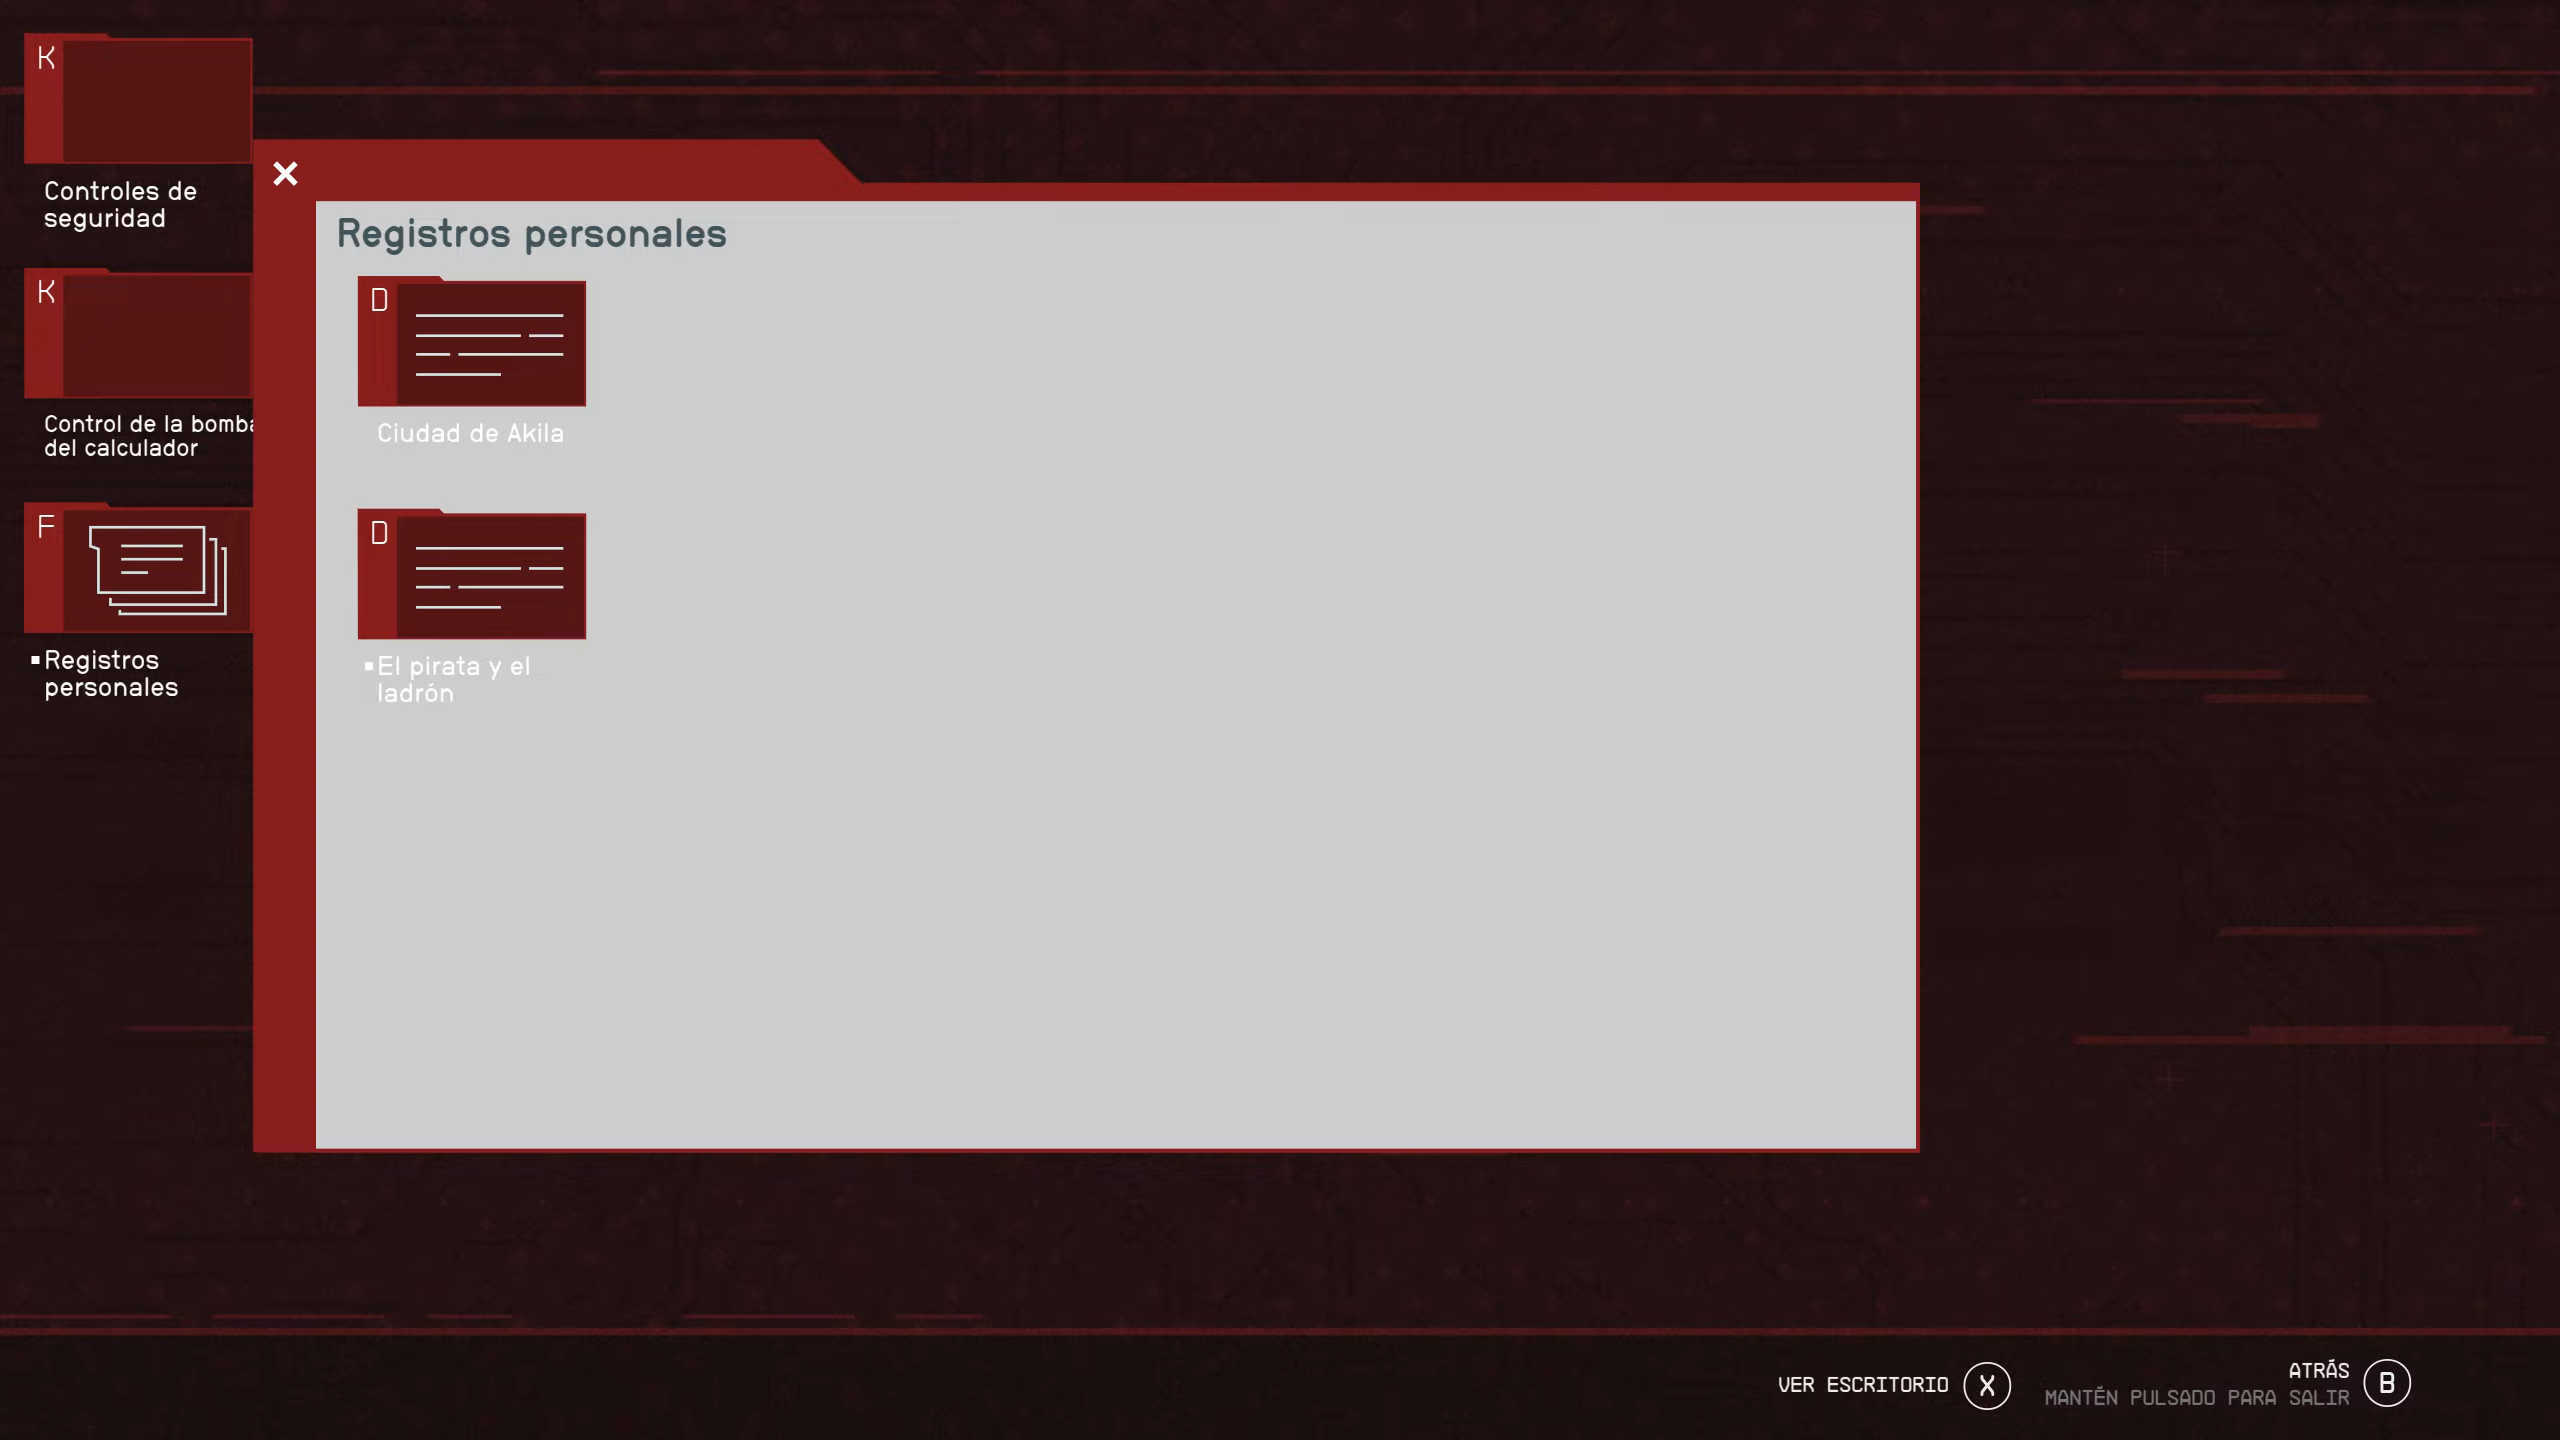 K
Controles de
seguridad
K
Control de la bomba
del calculador
F
Registros
personales
Registros personales
D
Ciudad de Akila
D
El pirata y el
ladrón
VER ESCRITORIO X
ATRÁS B
MANTÉN PULSADO PARA SALIR